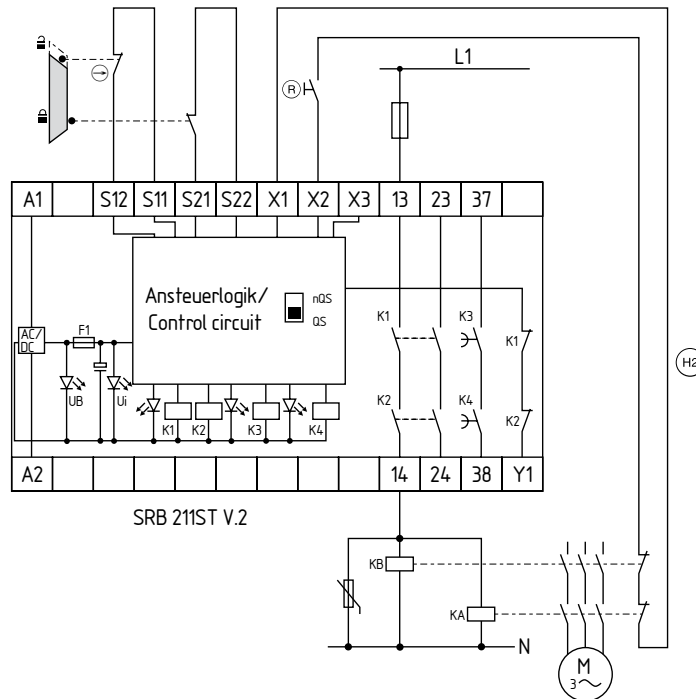 L1
R
A1 S12 S11 S21 S22 X1 X2 X3 13 23 37
Ansteuerlogik/
Control circuit
nQS
QS
AC/
DC
F1
UB
Ui
K1
K2
K3
K4
K1
K3
K1
K2
K4
K2
H2
A2 14 24 38 Y1
SRB 211ST V.2
KB
KA
N
M
3~